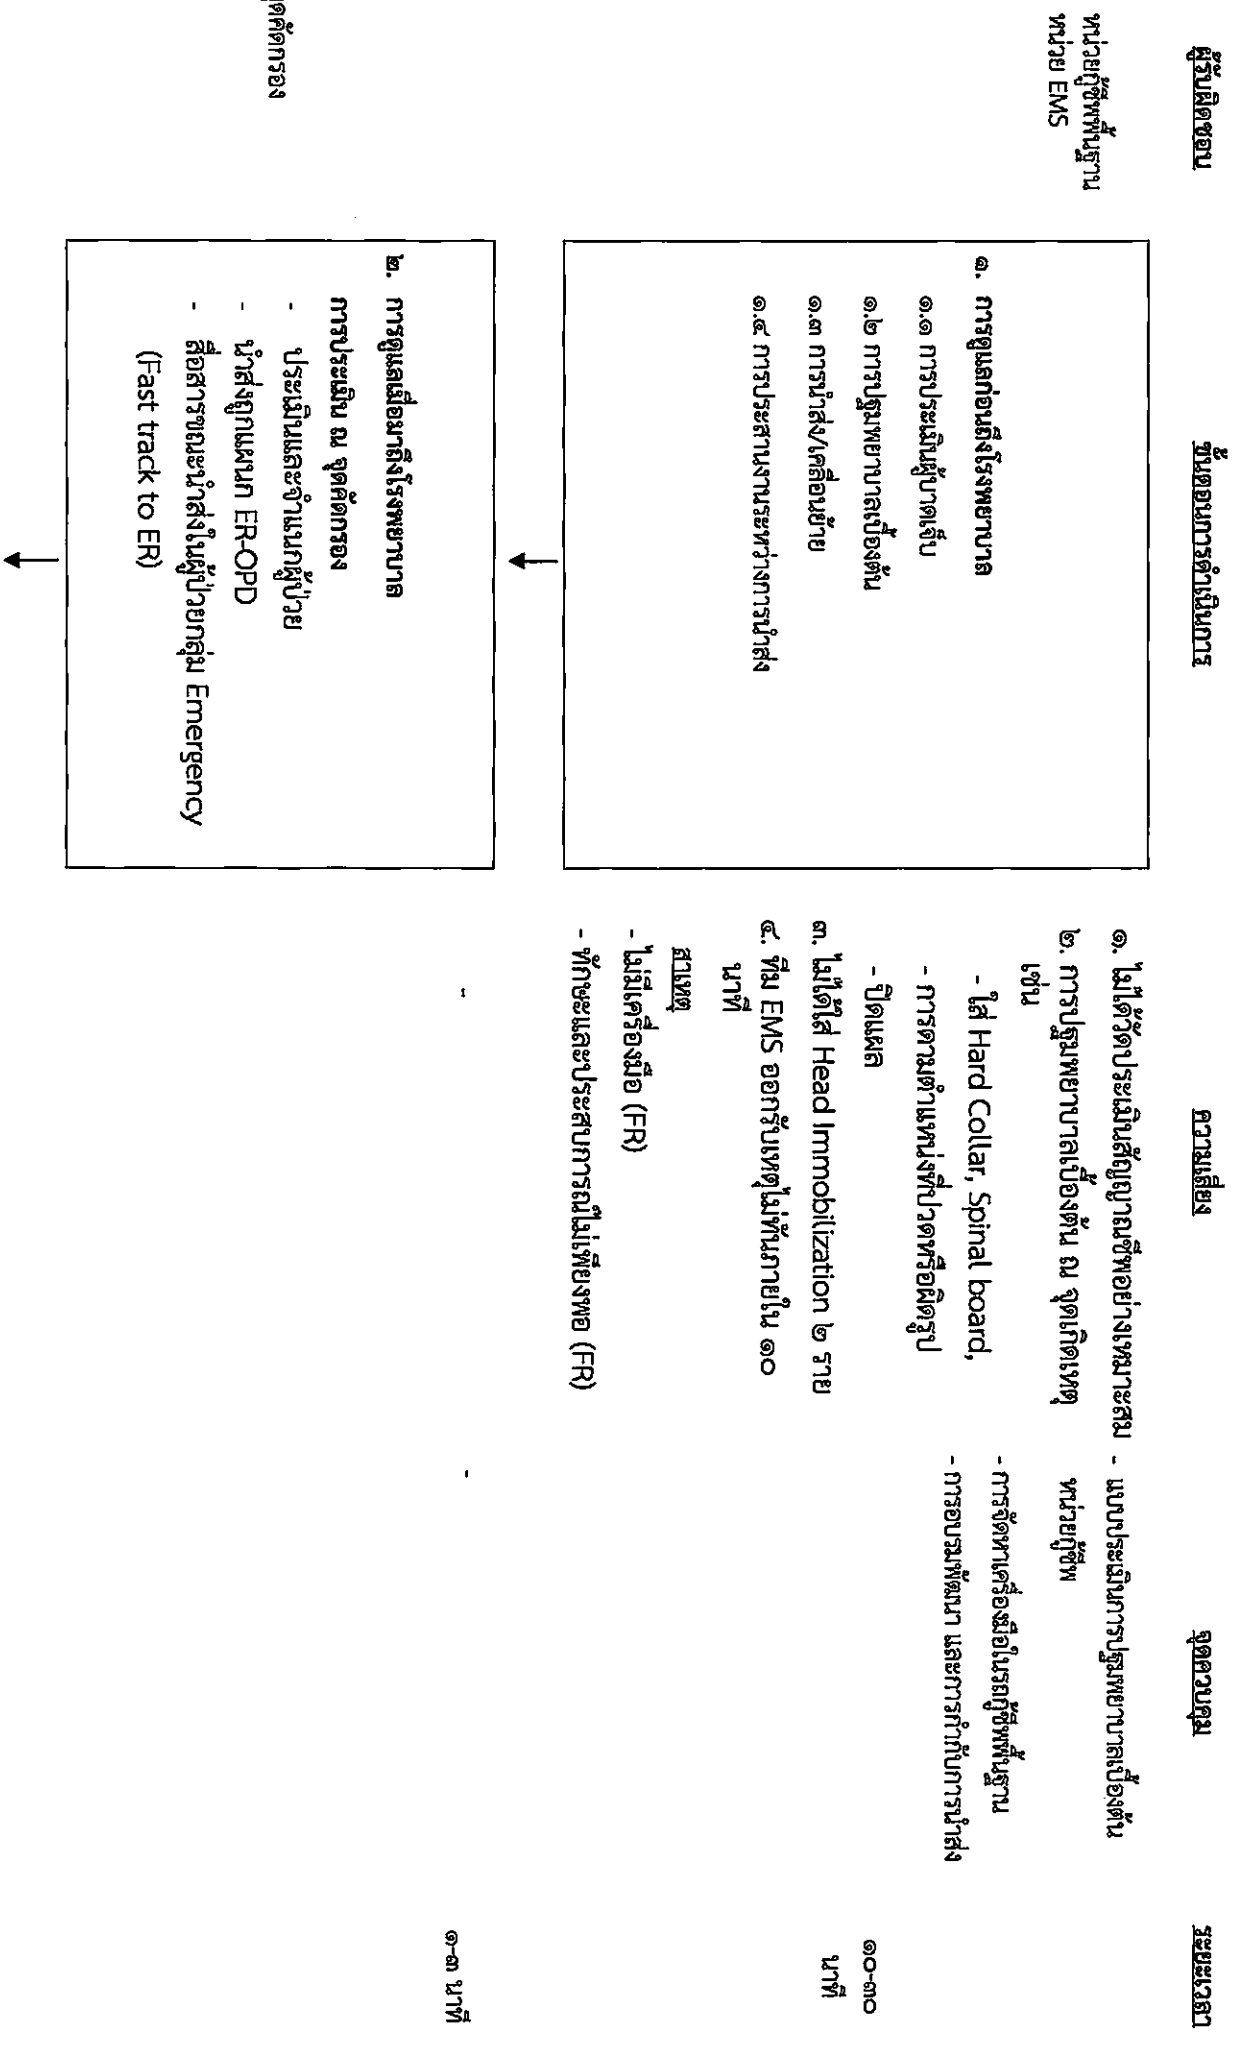 ผู้รับผิดชอบ
ขั้นตอนการดำเนินการ
ความเสี่ยง
จุดควบคุม
ระยะเวลา
หน่วยกู้ชีพพื้นฐาน
หน่วย EMS
๑. การดูแลก่อนถึงโรงพยาบาล
๑.๑ การประเมินผู้บาดเจ็บ
๑.๒ การปฐมพยาบาลเบื้องต้น
๑.๓ การนำส่ง/เคลื่อนย้าย
๑.๔ การประสานงานระหว่างการนำส่ง
๑. ไม่ได้วัดประเมินสัญญาณชีพอย่างเหมาะสม
๒. การปฐมพยาบาลเบื้องต้น ณ จุดเกิดเหตุ
เช่น
- ใส่ Hard Collar, Spinal board,
- การดามตำแหน่งที่ปวดหรือผิดรูป
- ปิดแผล
๓. ไม่ได้ใส่ Head Immobilization ๒ ราย
๔. ทีม EMS ออกรับเหตุไม่ทันภายใน ๑๐
นาที
สาเหตุ
- ไม่มีเครื่องมือ (FR)
- ทักษะและประสบการณ์ไม่เพียงพอ (FR)
- แบบประเมินการปฐมพยาบาลเบื้องต้น
หน่วยกู้ชีพ
- การจัดหาเครื่องมือในรถกู้ชีพพื้นฐาน
- การอบรมพัฒนา และการกำกับการนำส่ง
๑๐-๓๐
นาที
จุดคัดกรอง
๒. การดูแลเมื่อมาถึงโรงพยาบาล
การประเมิน ณ จุดคัดกรอง
- ประเมินและจำแนกผู้ป่วย
- นำส่งถูกแผนก ER-OPD
- สื่อสารขณะนำส่งในผู้ป่วยกลุ่ม Emergency
(Fast track to ER)
-
-
๑-๓ นาที